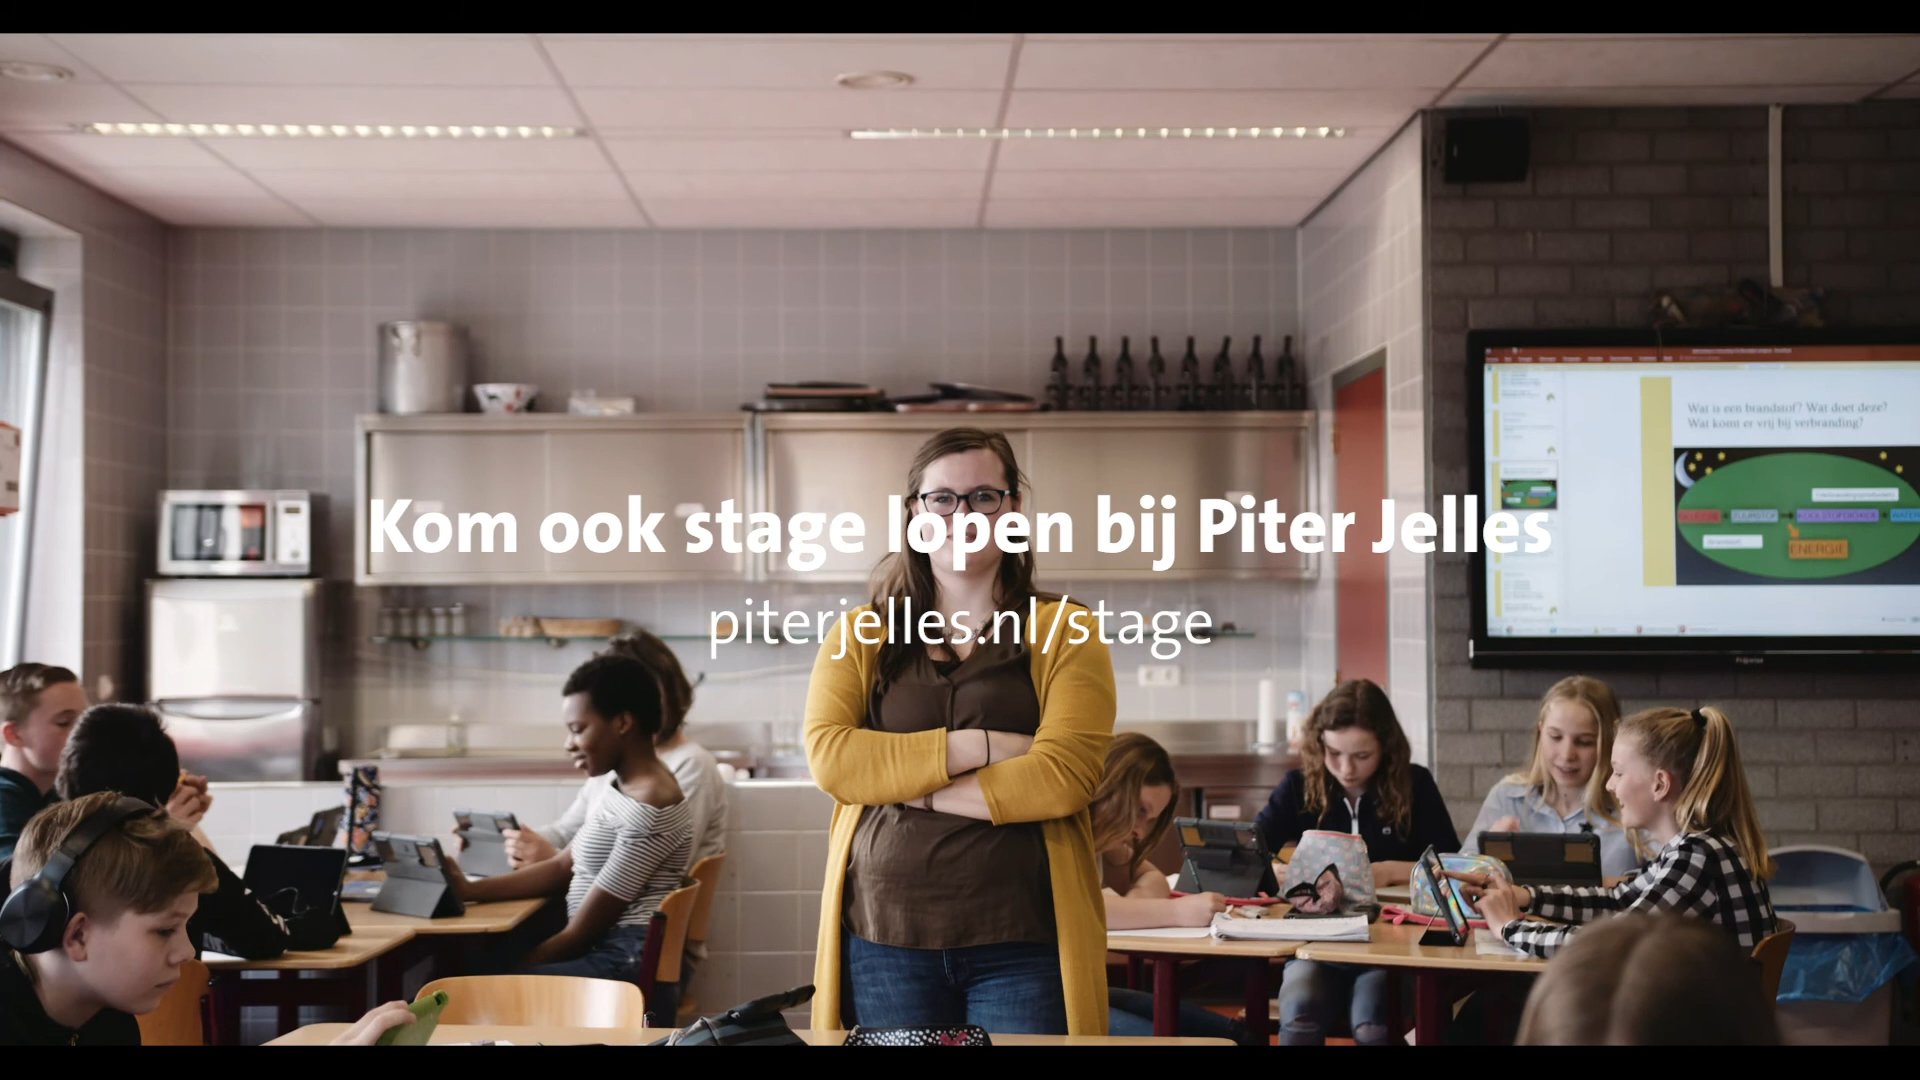 Kom ook stage lopen bij Piter Jelles
piterjelles.nl/stage
Wat is een brandstof? Wat doet deze?
Wat komt er vrij bij verbranding?
ENERGIE